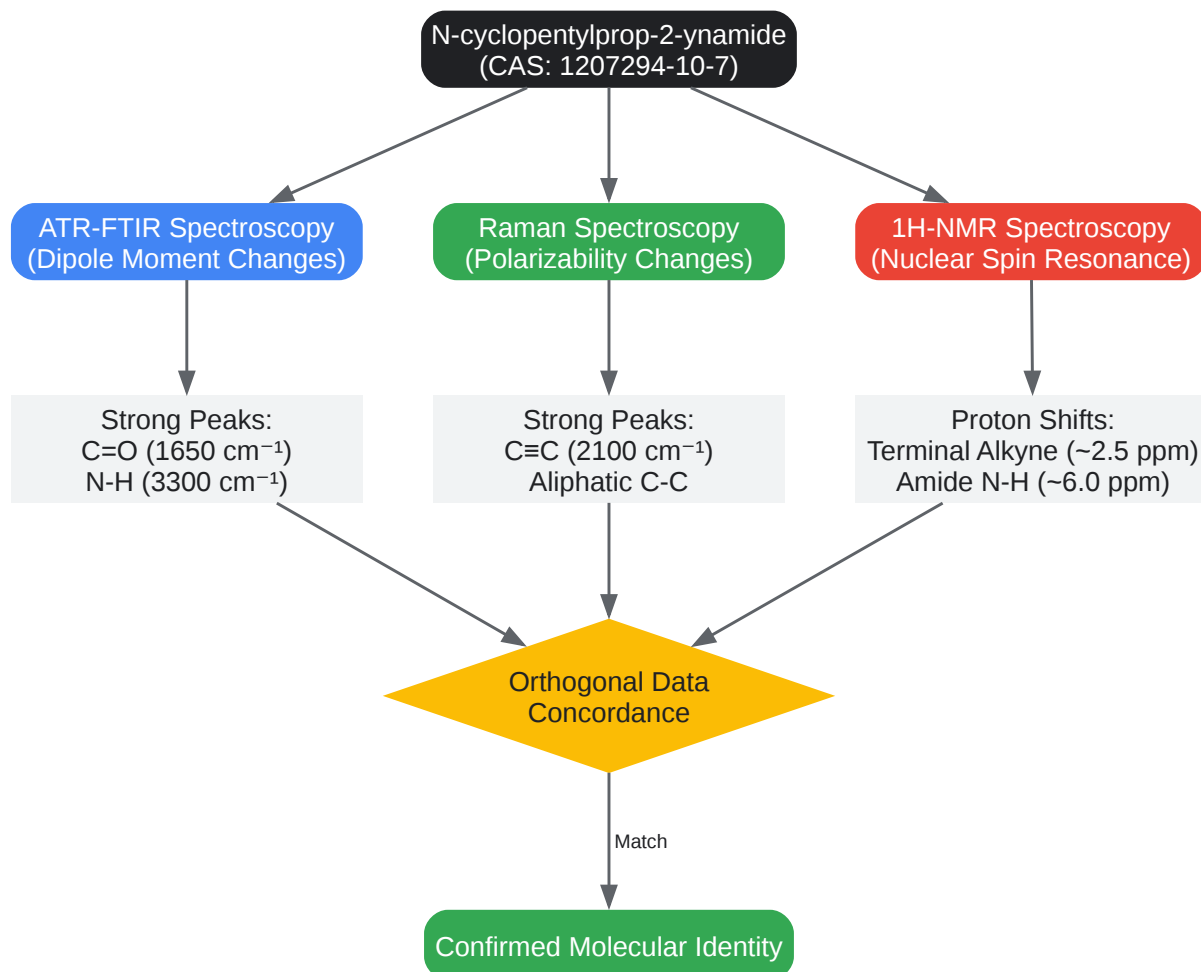 N-cyclopentylprop-2-ynamide
(CAS: 1207294-10-7)
ATR-FTIR Spectroscopy
(Dipole Moment Changes)
Raman Spectroscopy
(Polarizability Changes)
1H-NMR Spectroscopy
(Nuclear Spin Resonance)
Strong Peaks:
C=O (1650 cm⁻¹)
N-H (3300 cm⁻¹)
Strong Peaks:
C≡C (2100 cm⁻¹)
Aliphatic C-C
Proton Shifts:
Terminal Alkyne (~2.5 ppm)
Amide N-H (~6.0 ppm)
Orthogonal Data
Concordance
Match
Confirmed Molecular Identity